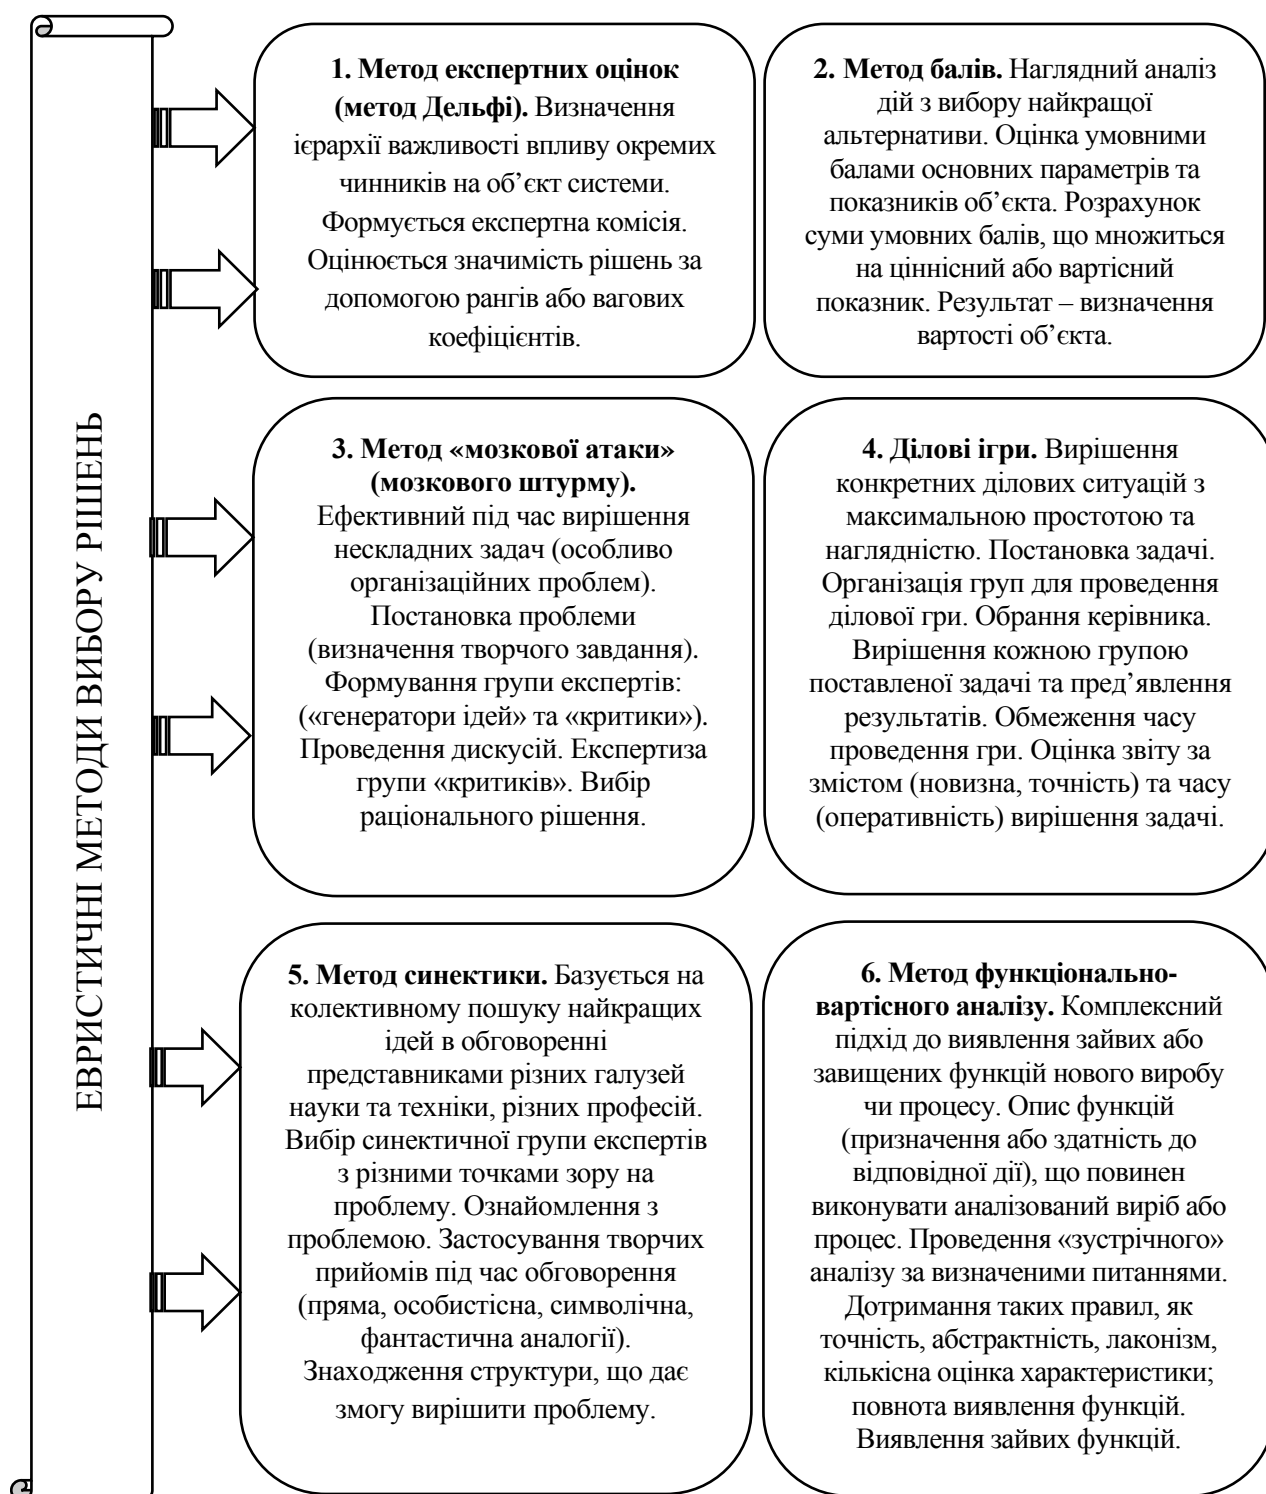 ЕВРИСТИЧНІ МЕТОДИ ВИБОРУ РІШЕНЬ
1. Метод експертних оцінок
(метод Дельфі). Визначення
ієрархії важливості впливу окремих
чинників на об’єкт системи.
Формується експертна комісія.
Оцінюється значимість рішень за
допомогою рангів або вагових
коефіцієнтів.
2. Метод балів. Наглядний аналіз
дій з вибору найкращої
альтернативи. Оцінка умовними
балами основних параметрів та
показників об’єкта. Розрахунок
суми умовних балів, що множиться
на ціннісний або вартісний
показник. Результат – визначення
вартості об’єкта.
3. Метод «мозкової атаки»
(мозкового штурму).
Ефективний під час вирішення
нескладних задач (особливо
організаційних проблем).
Постановка проблеми
(визначення творчого завдання).
Формування групи експертів:
(«генератори ідей» та «критики»).
Проведення дискусій. Експертиза
групи «критиків». Вибір
раціонального рішення.
4. Ділові ігри. Вирішення
конкретних ділових ситуацій з
максимальною простотою та
наглядністю. Постановка задачі.
Організація груп для проведення
ділової гри. Обрання керівника.
Вирішення кожною групою
поставленої задачі та пред’явлення
результатів. Обмеження часу
проведення гри. Оцінка звіту за
змістом (новизна, точність) та часу
(оперативність) вирішення задачі.
5. Метод синектики. Базується на
колективному пошуку найкращих
ідей в обговоренні
представниками різних галузей
науки та техніки, різних професій.
Вибір синектичної групи експертів
з різними точками зору на
проблему. Ознайомлення з
проблемою. Застосування творчих
прийомів під час обговорення
(пряма, особистісна, символічна,
фантастична аналогії).
Знаходження структури, що дає
змогу вирішити проблему.
6. Метод функціонально-
вартісного аналізу. Комплексний
підхід до виявлення зайвих або
завищених функцій нового виробу
чи процесу. Опис функцій
(призначення або здатність до
відповідної дії), що повинен
виконувати аналізований виріб або
процес. Проведення «зустрічного»
аналізу за визначеними питаннями.
Дотримання таких правил, як
точність, абстрактність, лаконізм,
кількісна оцінка характеристики;
повнота виявлення функцій.
Виявлення зайвих функцій.